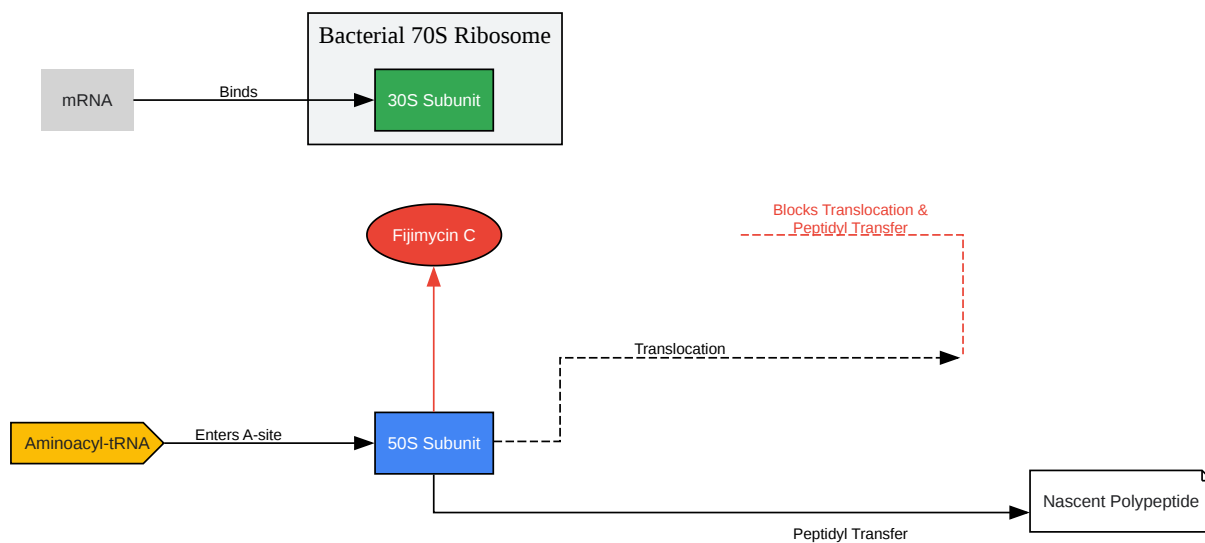 Bacterial 70S Ribosome
mRNA
Binds
30S Subunit
Fijimycin C
Blocks Translocation &
Peptidyl Transfer
Translocation
Aminoacyl-tRNA
Enters A-site
50S Subunit
Nascent Polypeptide
Peptidyl Transfer